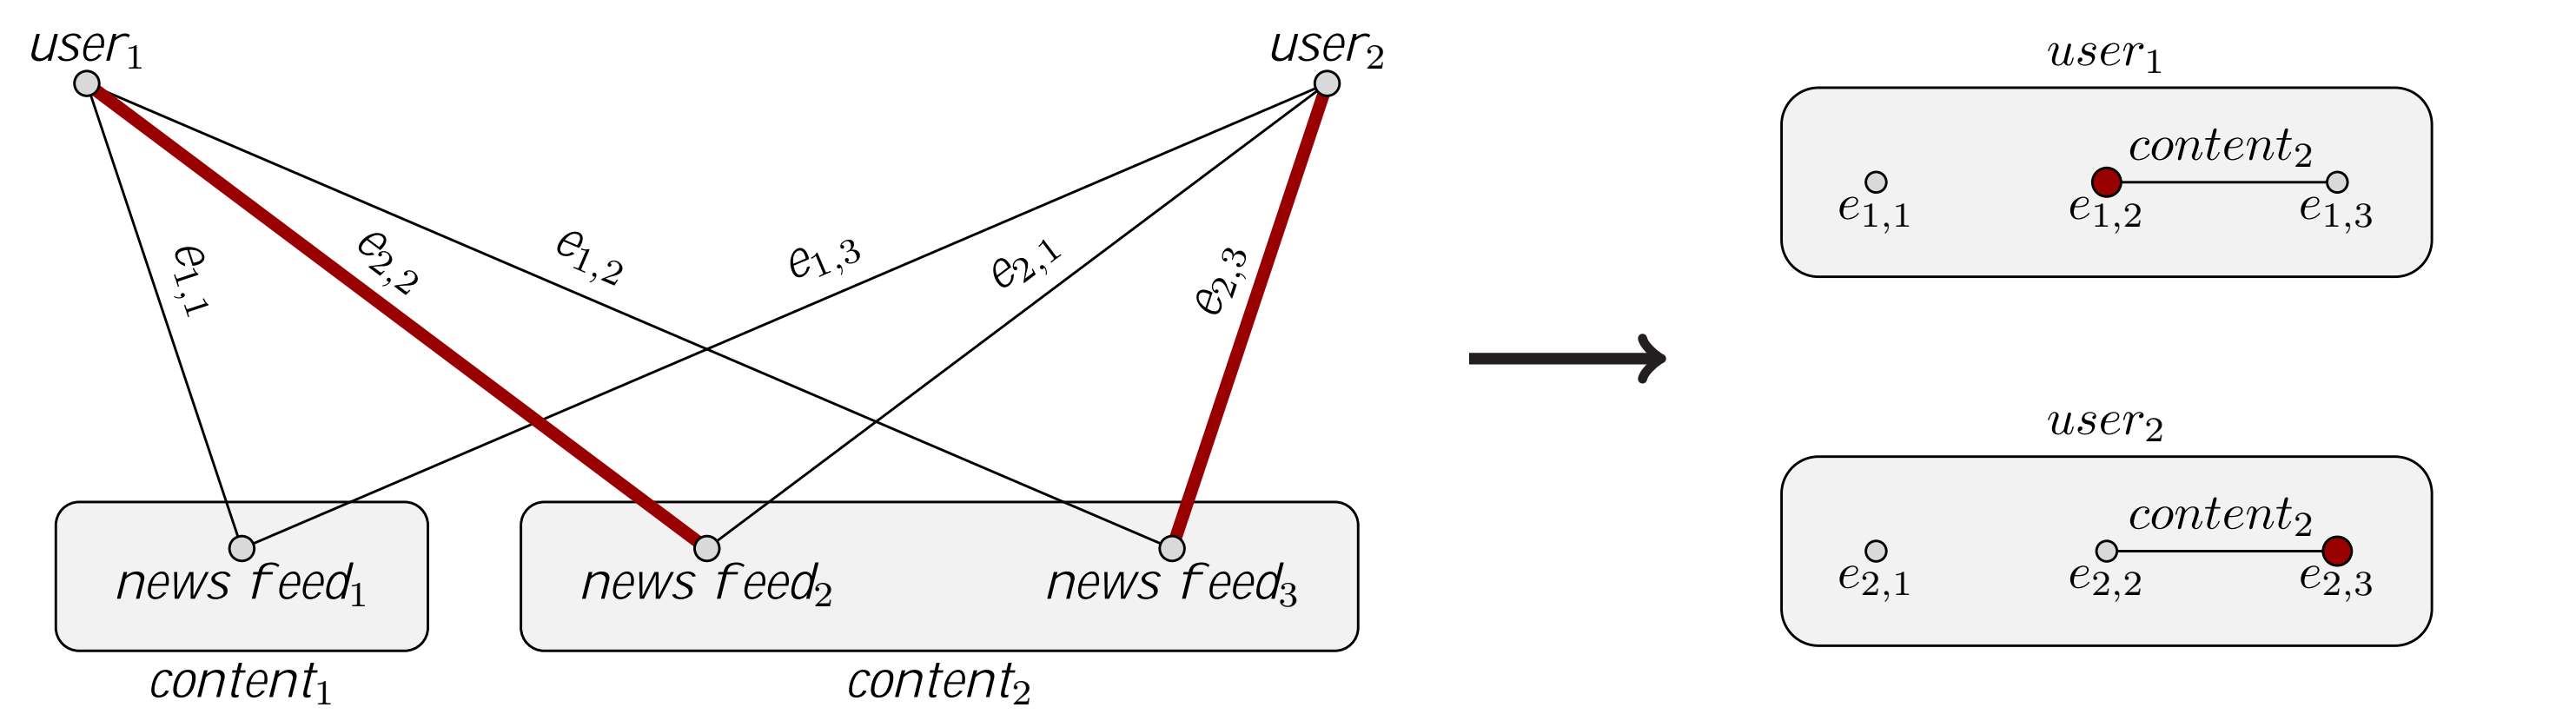 user₁
user₂
e₁,₁
e₂,₂
e₁,₂
e₁,₃
e₂,₁
e₂,₃
news feed₁
news feed₂
news feed₃
content₁
content₂
user₁
content₂
e₁,₁
e₁,₂
e₁,₃
user₂
content₂
e₂,₁
e₂,₂
e₂,₃